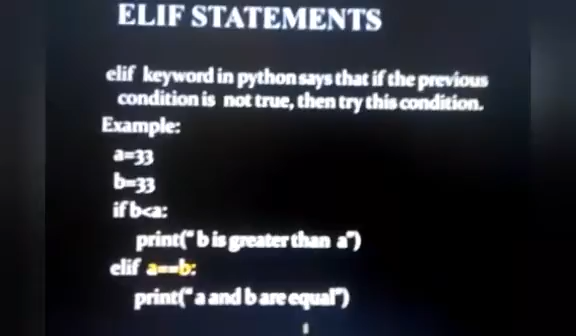 ELIF STATEMENTS
elif keyword in python says that if the previous
condition is not true, then try this condition.
Example:
a=33
b=33
if b<a:
print(" b is greater than a")
elif a==b:
print(" a and b are equal")